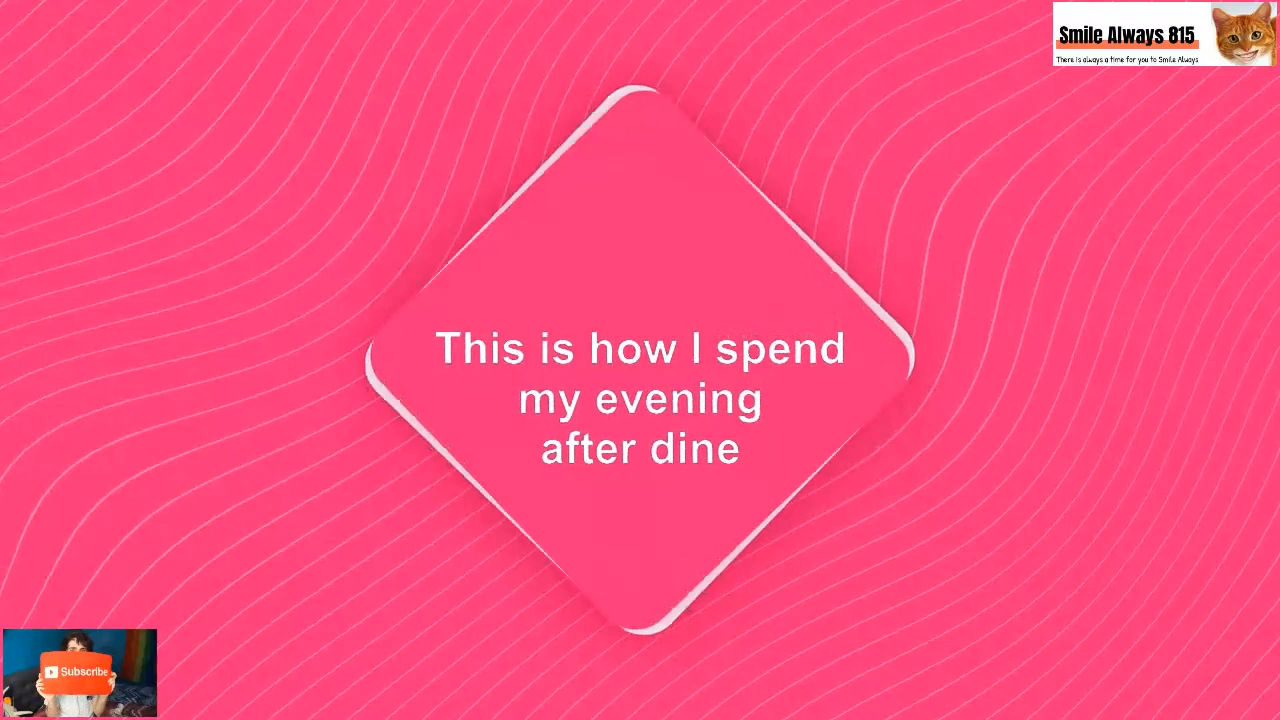 Smile Always 815
There is always a time for you to Smile Always
This is how I spend
my evening
after dine
Subscribe